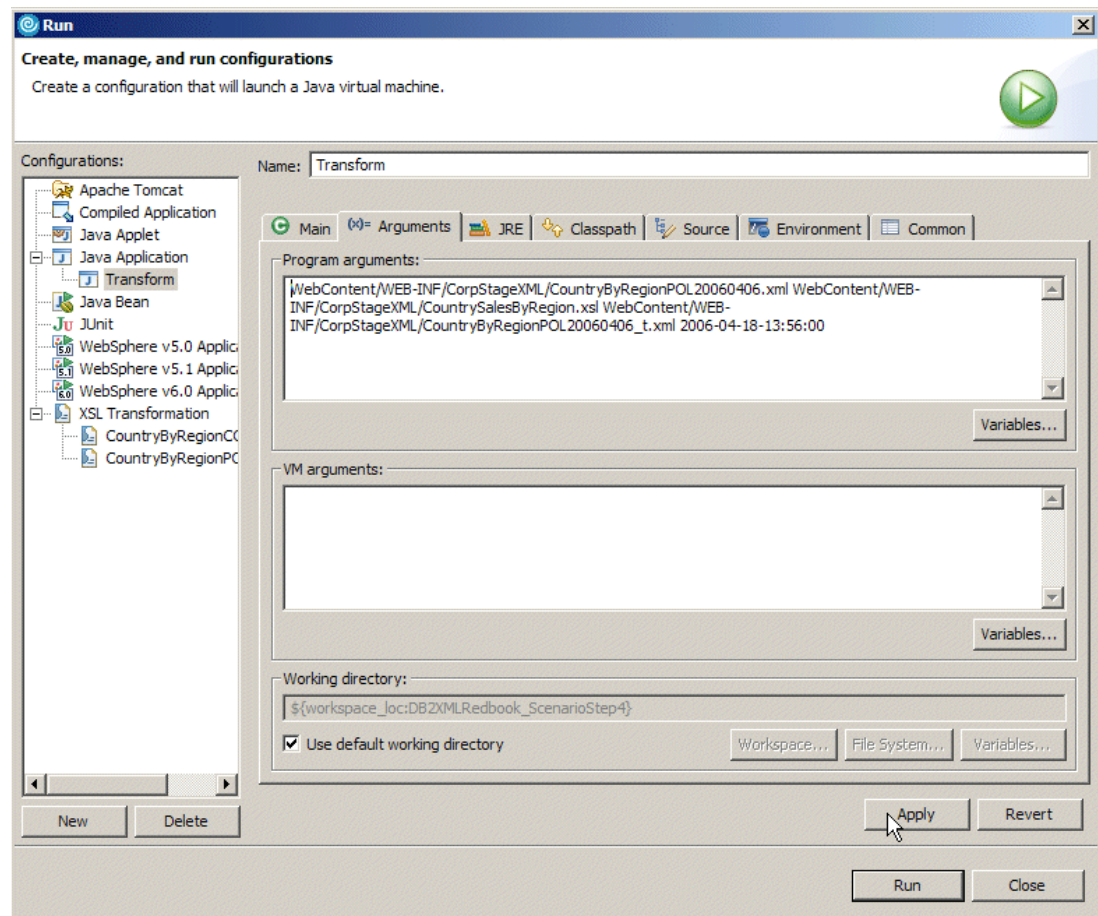 Run
Create, manage, and run configurations
Create a configuration that will launch a Java virtual machine.
Configurations:
Apache Tomcat
Compiled Application
Java Applet
Java Application
Transform
Java Bean
JUnit
WebSphere v5.0 Applic
WebSphere v5.1 Applic
WebSphere v6.0 Applic
XSL Transformation
CountryByRegionCO
CountryByRegionPO
New
Delete
Name: Transform
Main
(x)= Arguments
JRE
Classpath
Source
Environment
Common
Program arguments:
WebContent/WEB-INF/CorpStageXML/CountryByRegionPOL20060406.xml WebContent/WEB-
INF/CorpStageXML/CountrySalesByRegion.xsl WebContent/WEB-
INF/CorpStageXML/CountryByRegionPOL20060406_t.xml 2006-04-18-13:56:00
Variables...
VM arguments:
Variables...
Working directory:
${workspace_loc:DB2XMLRedbook_ScenarioStep4}
Use default working directory
Workspace...
File System...
Variables...
Apply
Revert
Run
Close